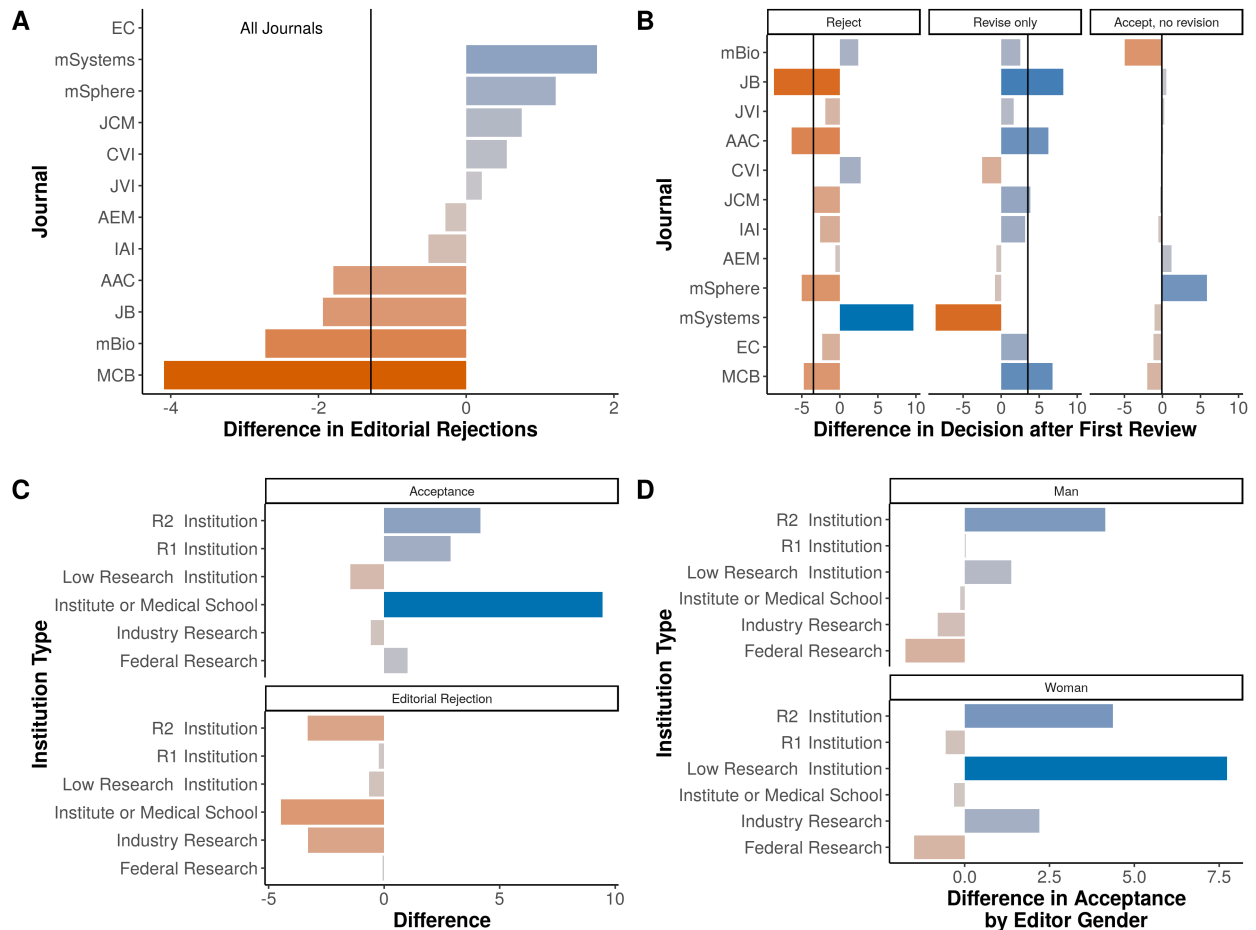 A
All Journals
Journal
EC
mSystems
mSphere
JCM
CVI
JVI
AEM
IAI
AAC
JB
mBio
MCB
-4 -2 0 2
Difference in Editorial Rejections
B
Reject Revise only Accept, no revision
Journal
mBio
JB
JVI
AAC
CVI
JCM
IAI
AEM
mSphere
mSystems
EC
MCB
-5 0 5 10 -5 0 5 10 -5 0 5 10
Difference in Decision after First Review
C
Institution Type
Acceptance
R2 Institution
R1 Institution
Low Research Institution
Institute or Medical School
Industry Research
Federal Research
Editorial Rejection
R2 Institution
R1 Institution
Low Research Institution
Institute or Medical School
Industry Research
Federal Research
-5 0 5 10
Difference
D
Institution Type
Man
R2 Institution
R1 Institution
Low Research Institution
Institute or Medical School
Industry Research
Federal Research
Woman
R2 Institution
R1 Institution
Low Research Institution
Institute or Medical School
Industry Research
Federal Research
0.0 2.5 5.0 7.5
Difference in Acceptance
by Editor Gender